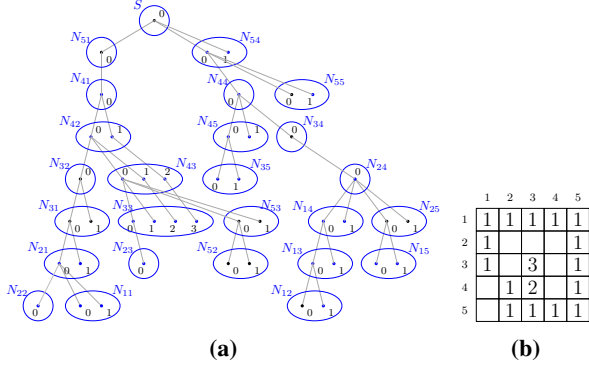 S 0
N51 0 N54 0 1
N41 0 N44 0 N55 0 1
N42 0 1 N45 0 1 N34 0
N32 0 N43 0 1 2 N35 0 1 N24 0
N31 0 1 N33 0 1 2 3 N53 0 1 N14 0 1 N25 0 1
N21 0 1 N23 0 N52 0 1 N13 0 1 N15 0 1
N22 0 N11 0 1 N12 0 1
(a)
1 2 3 4 5
1 1 1 1 1 1
2 1 1
3 1 3 1
4 1 2 1
5 1 1 1 1
(b)